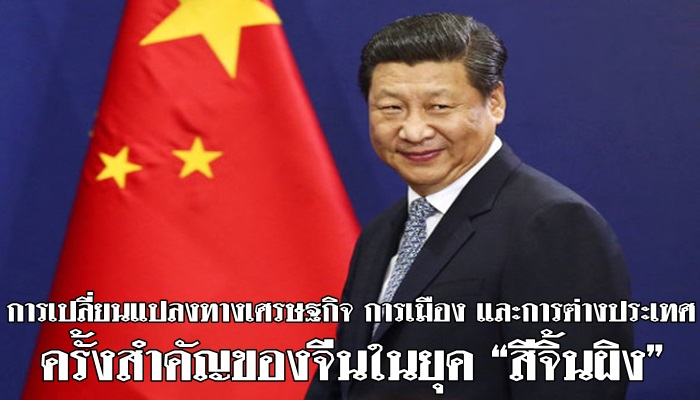 การเปลี่ยนแปลงทางเศรษฐกิจ การเมือง และการต่างประเทศ
ครั้งสำคัญของจีนในยุค “สีจิ้นผิง”